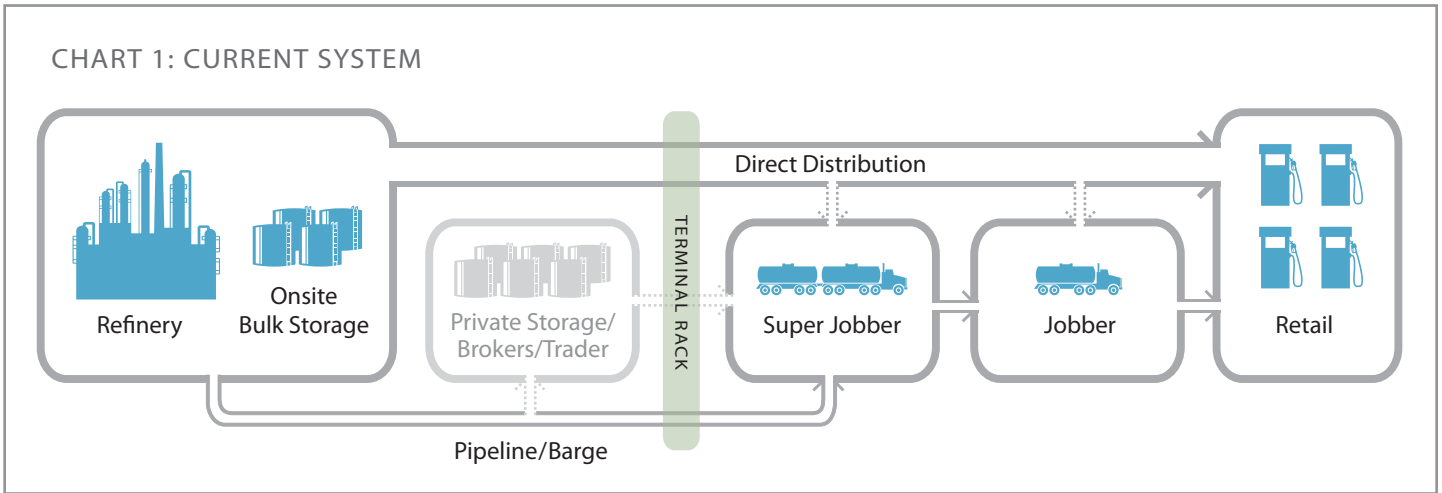 CHART 1: CURRENT SYSTEM
Direct Distribution
Refinery
Onsite
Bulk Storage
Private Storage/
Brokers/Trader
TERMINAL RACK
Super Jobber
Jobber
Retail
Pipeline/Barge